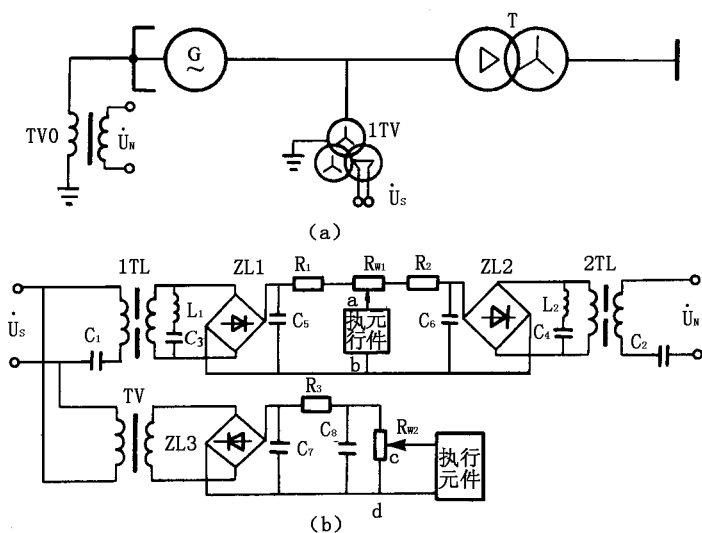 T
G
~
1TV
TV0
U̇N
U̇S
(a)
1TL
ZL1
R1
RW1
R2
ZL2
2TL
L1
a
L2
U̇S
C1
C3
C5
执元
行件
C6
C4
C2
U̇N
b
TV
R3
ZL3
C7
C8
RW2
c
执行
元件
d
(b)